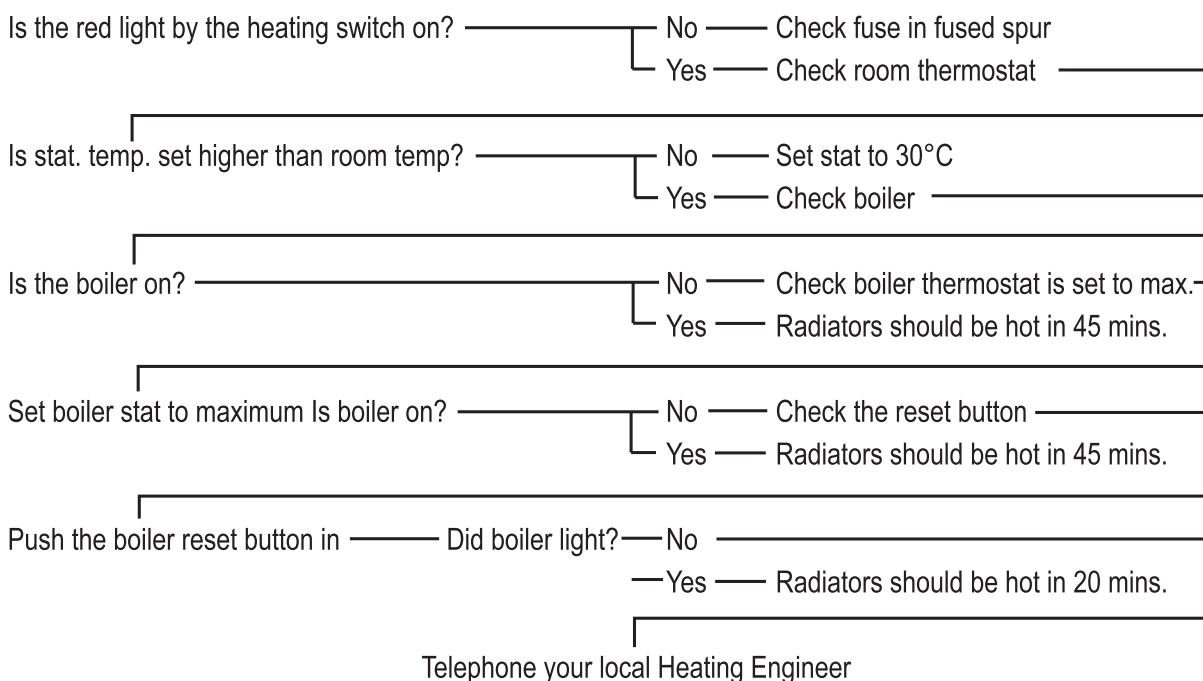 Is the red light by the heating switch on? No Check fuse in fused spur
Yes Check room thermostat
Is stat. temp. set higher than room temp? No Set stat to 30°C
Yes Check boiler
Is the boiler on? No Check boiler thermostat is set to max.
Yes Radiators should be hot in 45 mins.
Set boiler stat to maximum Is boiler on? No Check the reset button
Yes Radiators should be hot in 45 mins.
Push the boiler reset button in Did boiler light? No
Yes Radiators should be hot in 20 mins.
Telephone your local Heating Engineer